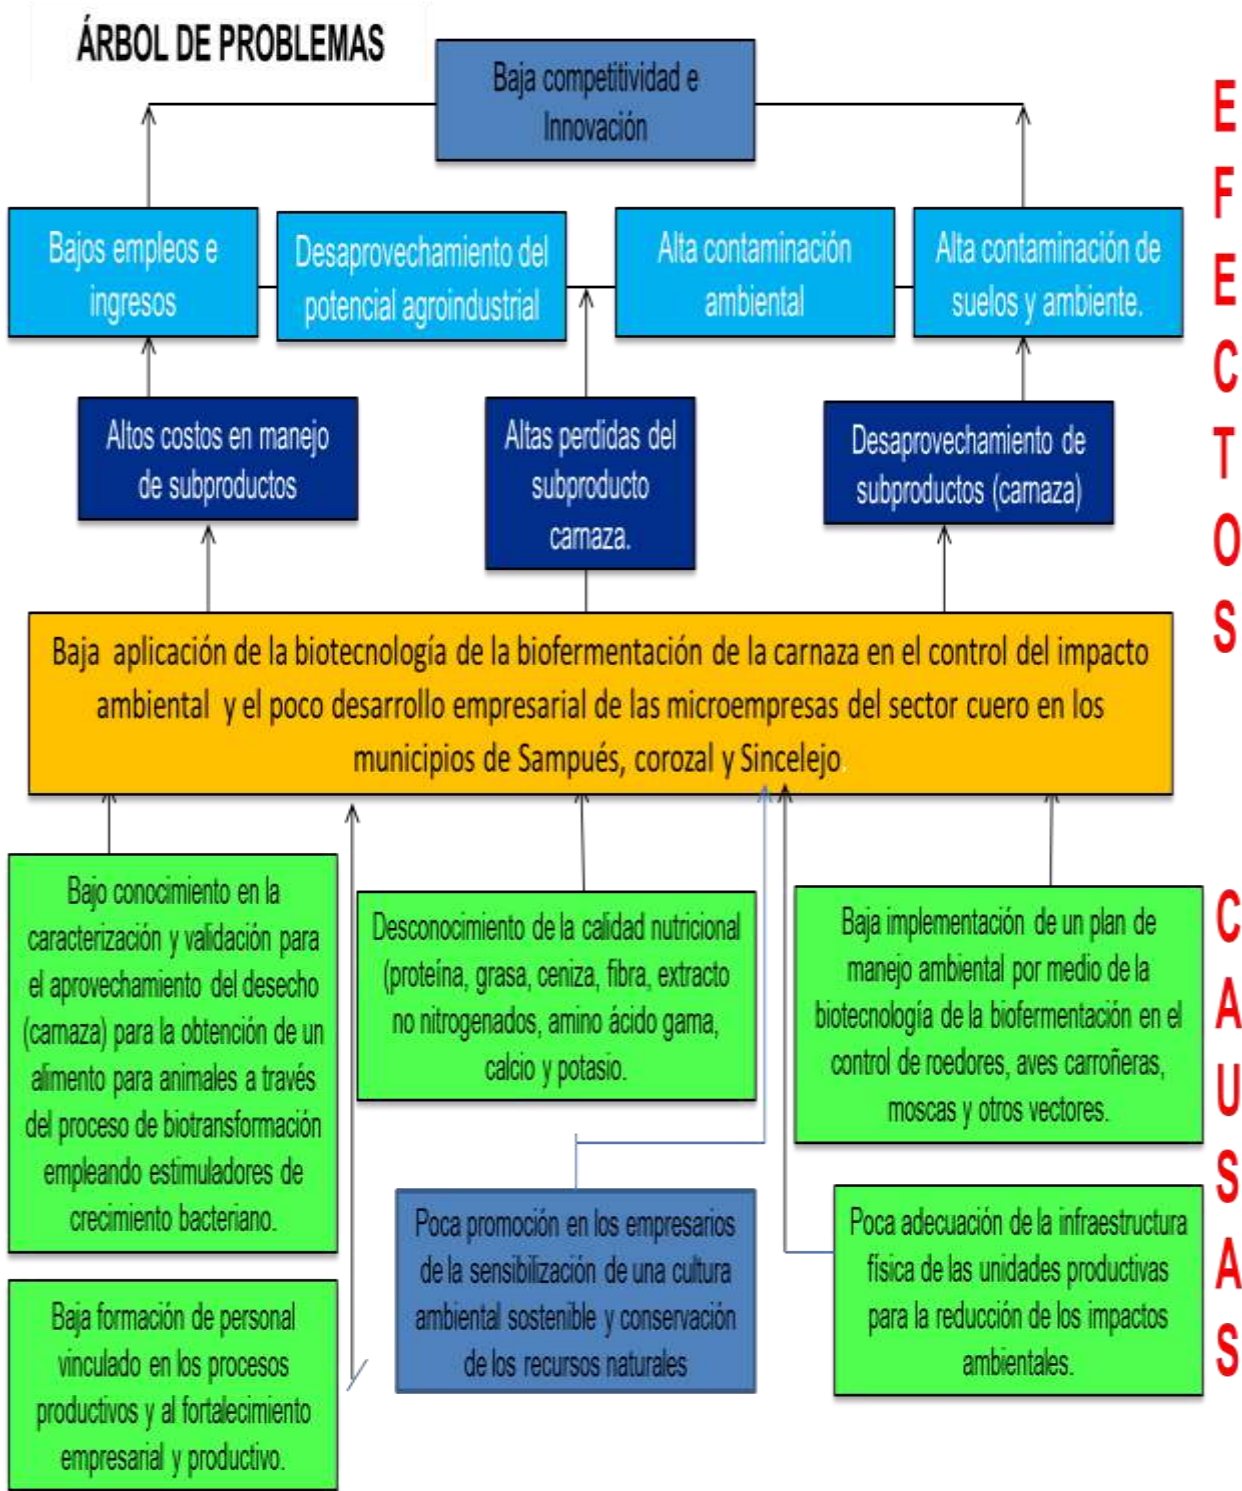 ÁRBOL DE PROBLEMAS
Baja competitividad e
Innovación
EFECTOS
Bajos empleos e
ingresos
Desaprovechamiento del
potencial agroindustrial
Alta contaminación
ambiental
Alta contaminación de
suelos y ambiente.
Altos costos en manejo
de subproductos
Altas perdidas del
subproducto
carnaza.
Desaprovechamiento de
subproductos (carnaza)
Baja aplicación de la biotecnología de la biofermentación de la carnaza en el control del impacto
ambiental y el poco desarrollo empresarial de las microempresas del sector cuero en los
municipios de Sampués, corozal y Sincelejo.
CAUSAS
Bajo conocimiento en la
caracterización y validación para
el aprovechamiento del desecho
(carnaza) para la obtención de un
alimento para animales a través
del proceso de biotransformación
empleando estimuladores de
crecimiento bacteriano.
Desconocimiento de la calidad nutricional
(proteína, grasa, ceniza, fibra, extracto
no nitrogenados, amino ácido gama,
calcio y potasio.
Baja implementación de un plan de
manejo ambiental por medio de la
biotecnología de la biofermentación en el
control de roedores, aves carroñeras,
moscas y otros vectores.
Baja formación de personal
vinculado en los procesos
productivos y al fortalecimiento
empresarial y productivo.
Poca promoción en los empresarios
de la sensibilización de una cultura
ambiental sostenible y conservación
de los recursos naturales
Poca adecuación de la infraestructura
física de las unidades productivas
para la reducción de los impactos
ambientales.